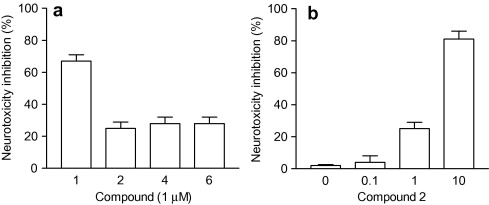 a
Neurotoxicity inhibition (%)
100
80
60
40
20
0
1 2 4 6
Compound (1 μM)
b
Neurotoxicity inhibition (%)
100
80
60
40
20
0
0 0.1 1 10
Compound 2